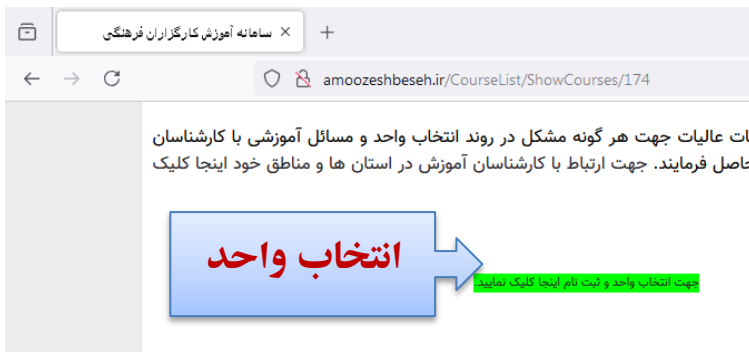 سامانه آموزش کارگزاران فرهنگی
amoozeshbeseh.ir/CourseList/ShowCourses/174
عالیات جهت هر گونه مشکل در روند انتخاب واحد و مسائل آموزشی با کارشناسان
حاصل فرمایند. جهت ارتباط با کارشناسان آموزش در استان ها و مناطق خود اینجا کلیک
انتخاب واحد
جهت انتخاب واحد و ثبت نام اینجا کلیک نمایید.